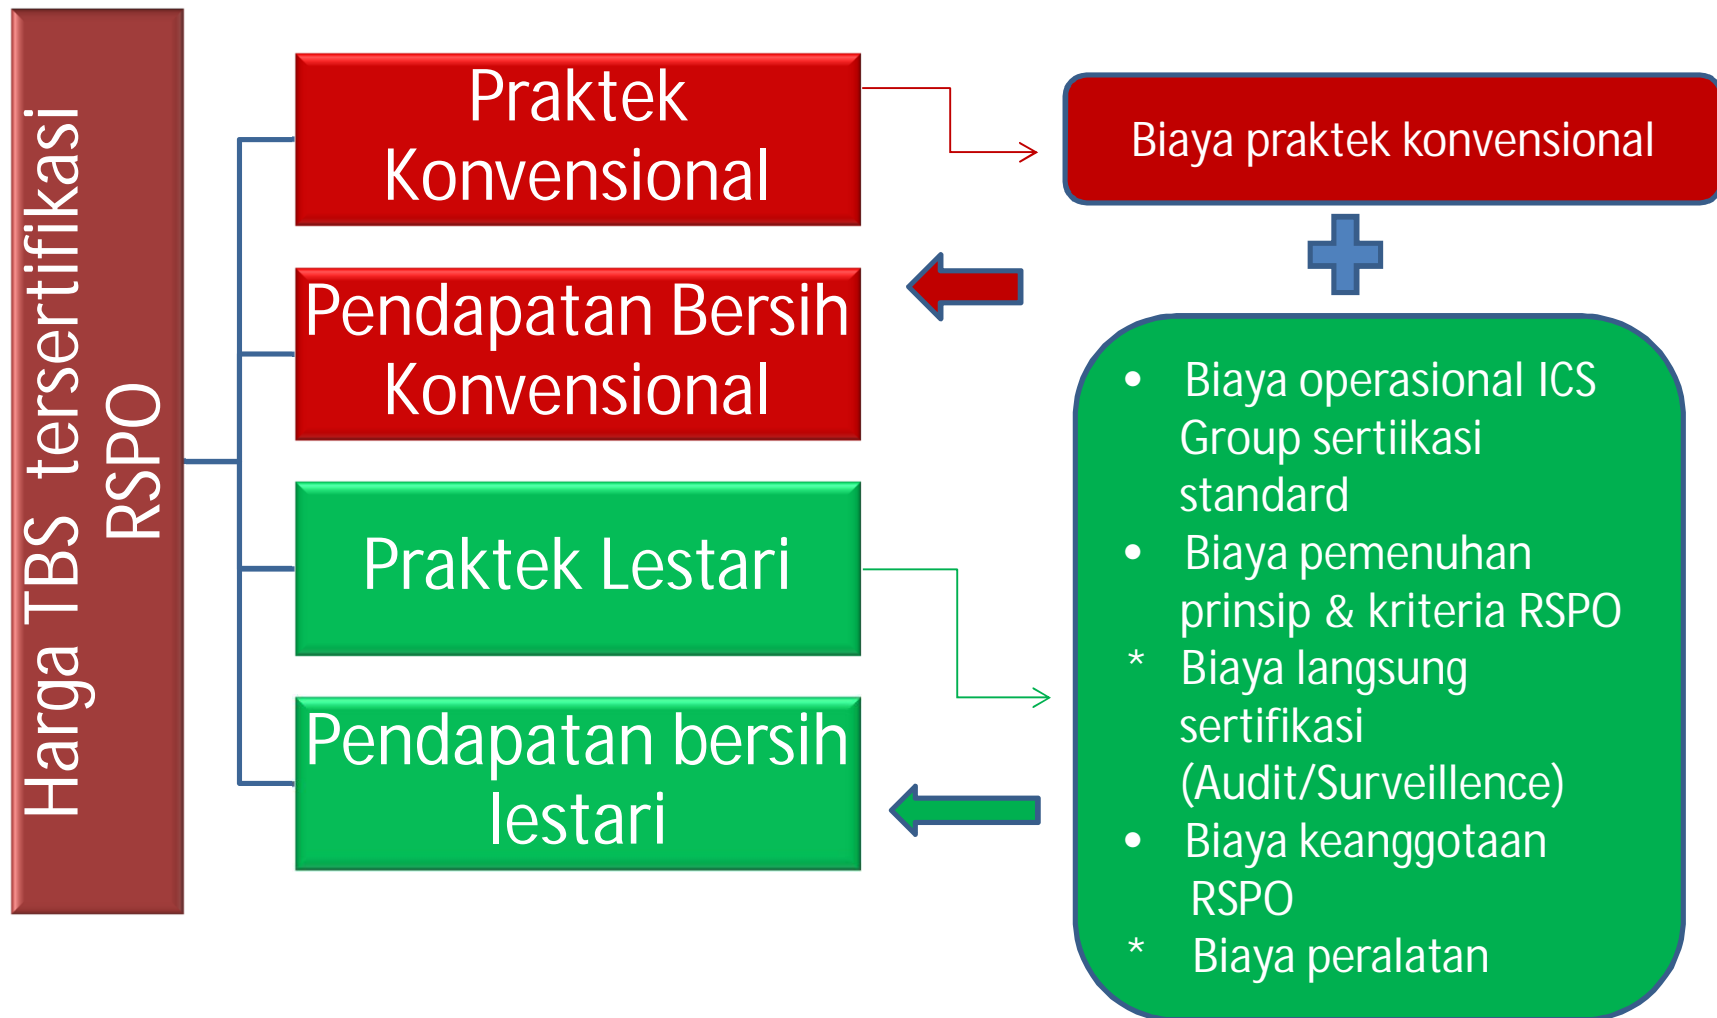 Harga TBS tersertifikasi
RSPO
Praktek
Konvensional
Pendapatan Bersih
Konvensional
Praktek Lestari
Pendapatan bersih
lestari
Biaya praktek konvensional
• Biaya operasional ICS
Group sertiikasi
standard
• Biaya pemenuhan
prinsip & kriteria RSPO
* Biaya langsung
sertifikasi
(Audit/Surveillence)
• Biaya keanggotaan
RSPO
* Biaya peralatan